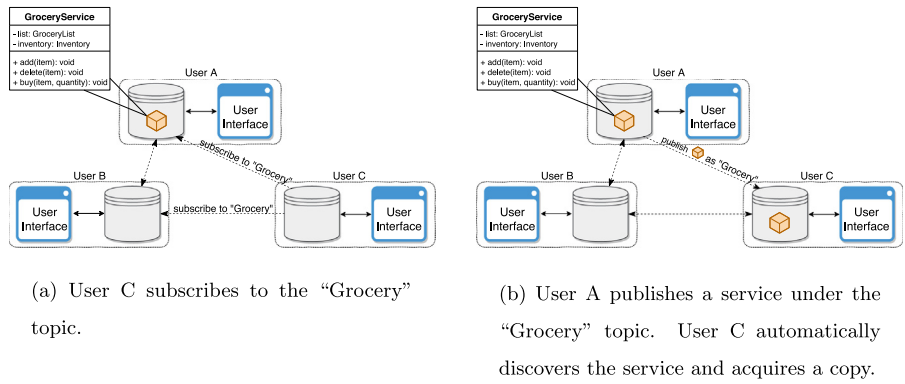 GroceryService
- list: GroceryList
- inventory: Inventory
+ add(item): void
+ delete(item): void
+ buy(item, quantity): void
User A
User
Interface
subscribe to "Grocery"
User B
User
Interface
subscribe to "Grocery"
User C
User
Interface
(a) User C subscribes to the “Grocery”
topic.
GroceryService
- list: GroceryList
- inventory: Inventory
+ add(item): void
+ delete(item): void
+ buy(item, quantity): void
User A
User
Interface
publish as "Grocery"
User B
User
Interface
User C
User
Interface
(b) User A publishes a service under the
“Grocery” topic. User C automatically
discovers the service and acquires a copy.